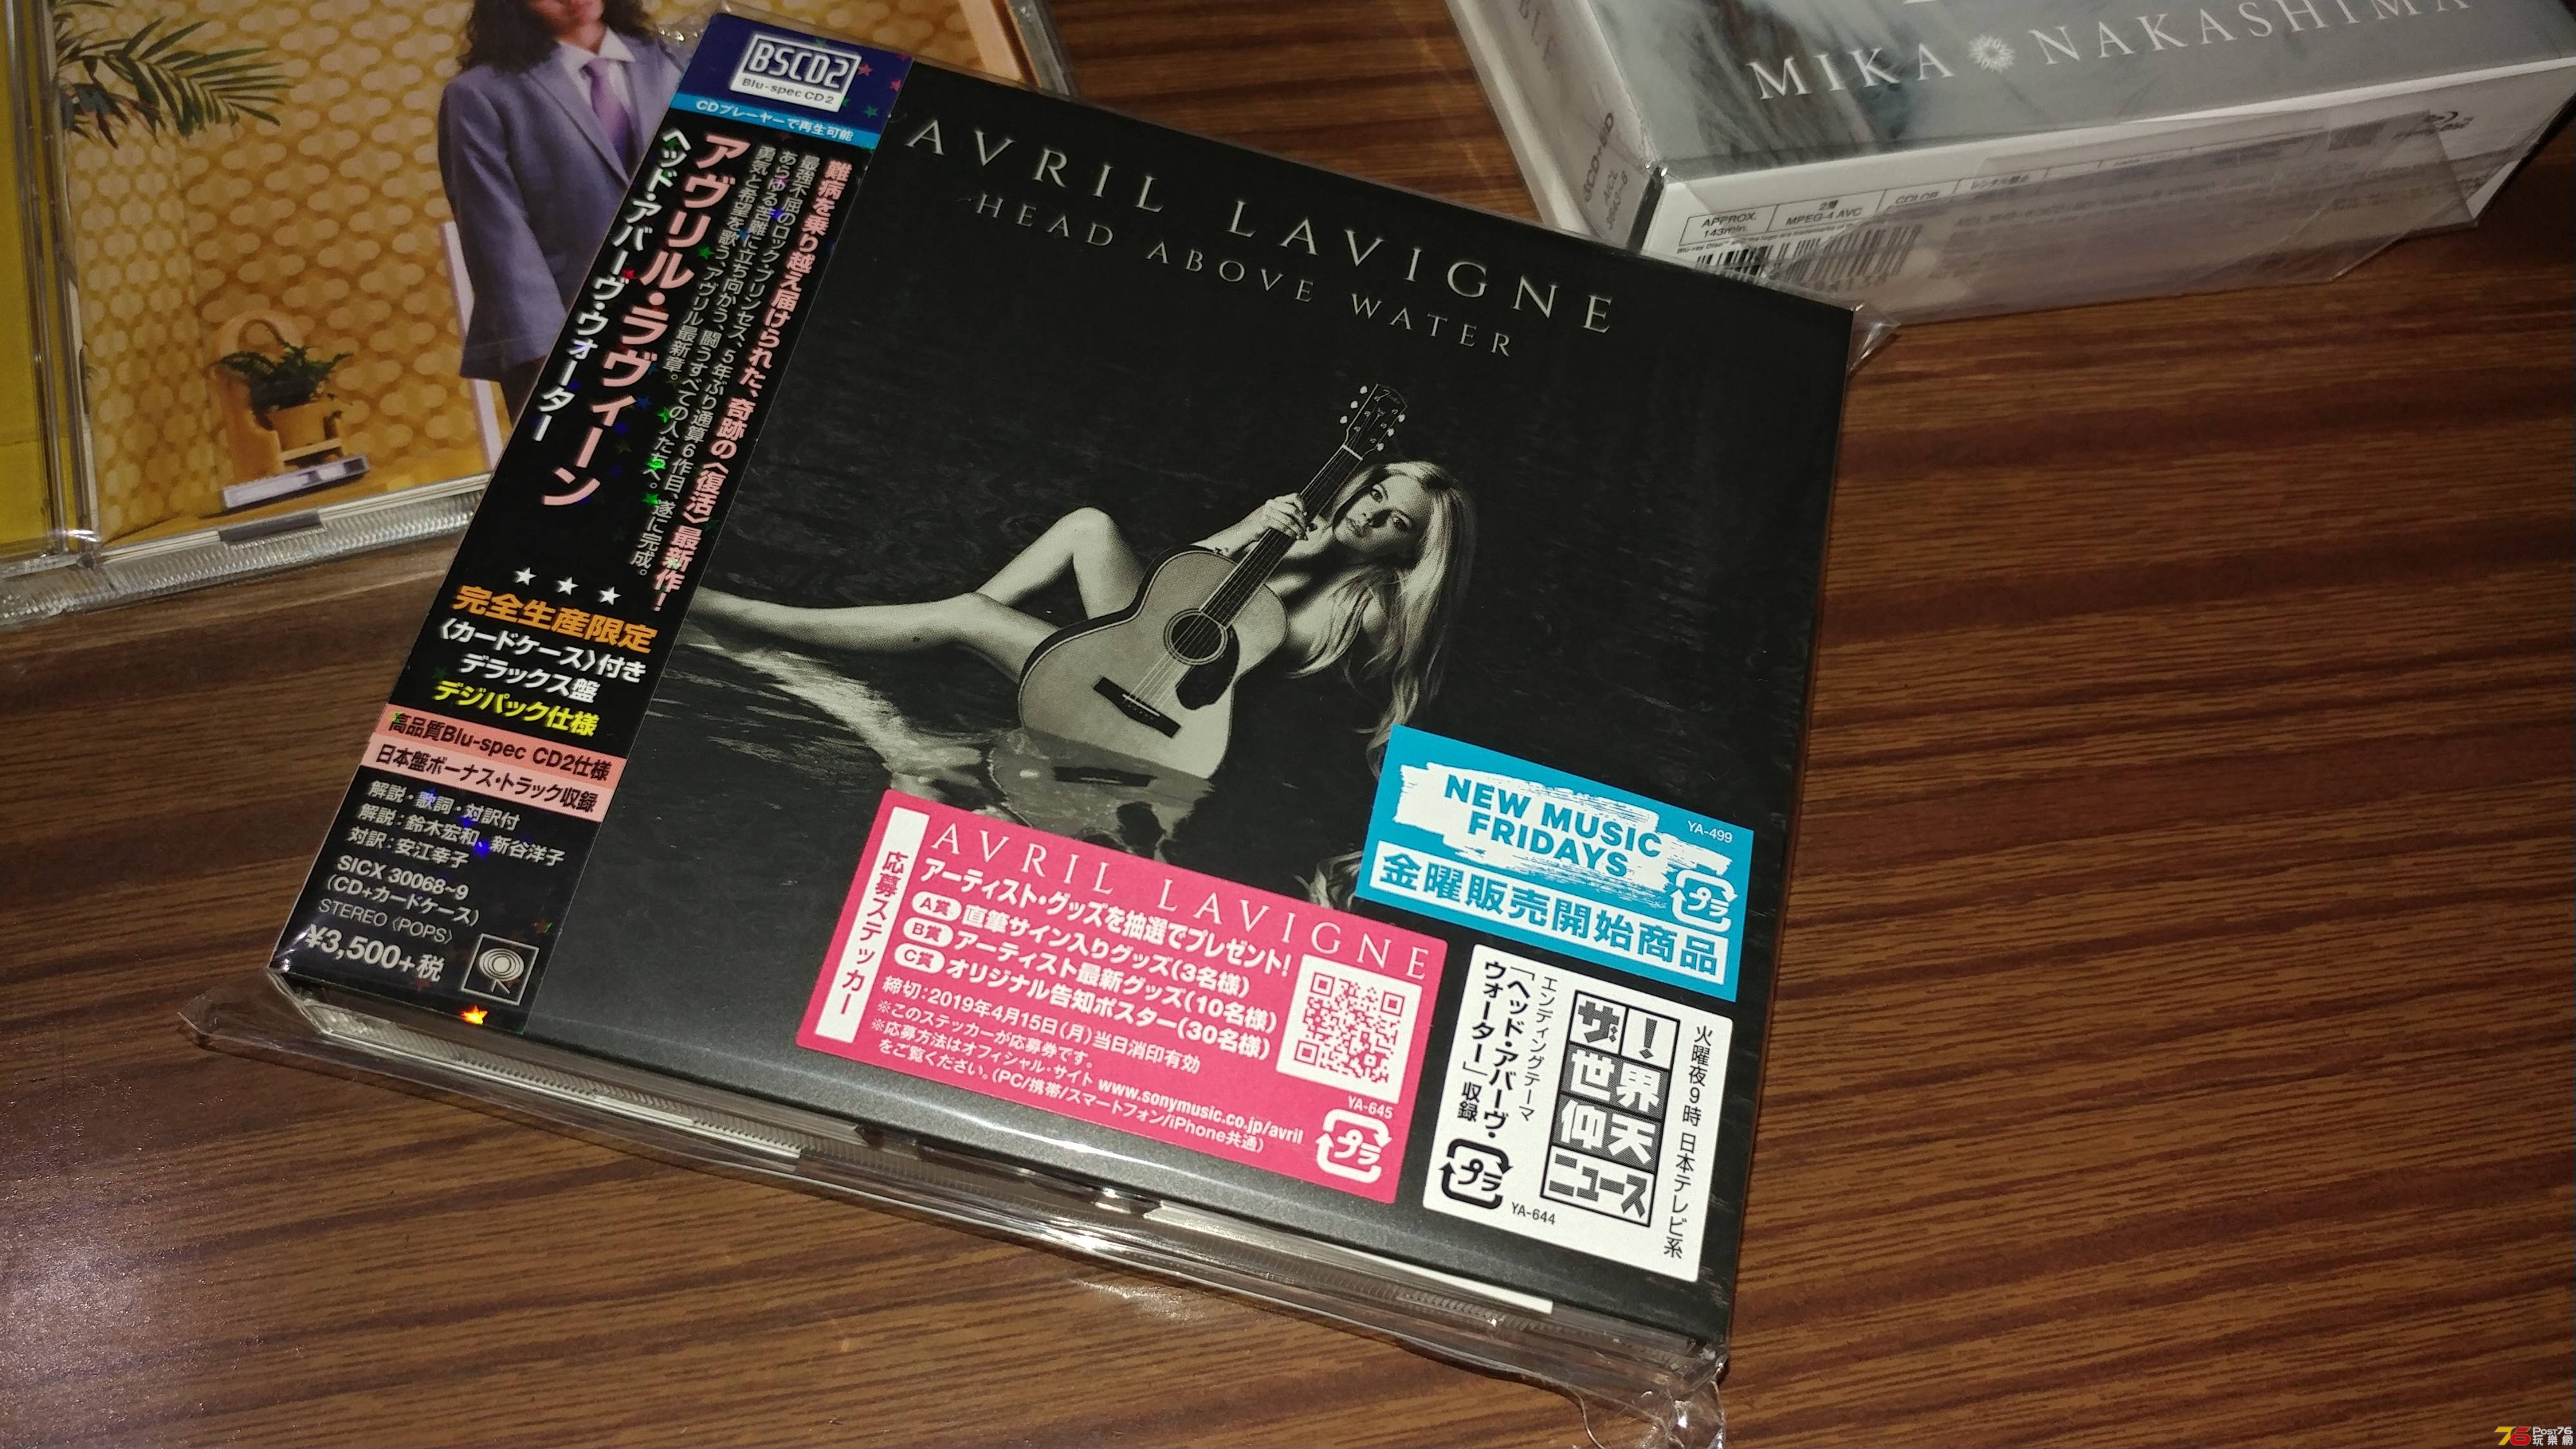 BSCD2
Blu-spec CD2
CDプレーヤーで再生可能
難病を乗り越え届けられた、奇跡の〈復活〉最新作!
最強不屈のロック・プリンセス、5年ぶり通算6作目、遂に完成。
あらゆる苦難に立ち向かう、闘うすべての人たちへ。
勇気と希望を歌う、アヴリル最新章。
アヴリル・ラヴィーン
ヘッド・アバーヴ・ウォーター
★ ★ ★
完全生産限定
〈カードケース〉付き
デラックス盤
デジパック仕様
高品質Blu-spec CD2仕様
日本盤ボーナス・トラック収録
解説・歌詞・対訳付
解説：鈴木宏和、新谷洋子
対訳：安江幸子
SICX 30068~9
(CD+カードケース)
STEREO〈POPS〉
¥3,500+税
AVRIL LAVIGNE
HEAD ABOVE WATER
NEW MUSIC
FRIDAYS
YA-499
プラ
金曜販売開始商品
応募ステッカー
AVRIL LAVIGNE
アーティスト・グッズを抽選でプレゼント!
A賞 直筆サイン入りグッズ(3名様)
B賞 アーティスト最新グッズ(10名様)
C賞 オリジナル告知ポスター(30名様)
締切：2019年4月15日(月)当日消印有効
※このステッカーが応募券です。
※応募方法はオフィシャル・サイト www.sonymusic.co.jp/avril
をご覧ください。(PC/携帯/スマートフォン/iPhone共通)
YA-645
プラ
火曜夜9時 日本テレビ系
ザ!
世界
仰天
ニュース
エンディングテーマ
「ヘッド・アバーヴ・
ウォーター」収録
プラ
YA-644
MIKA NAKASHIMA
APPROX.
143min.
2層
MPEG-4 AVC
COLOR
Post76
玩樂網